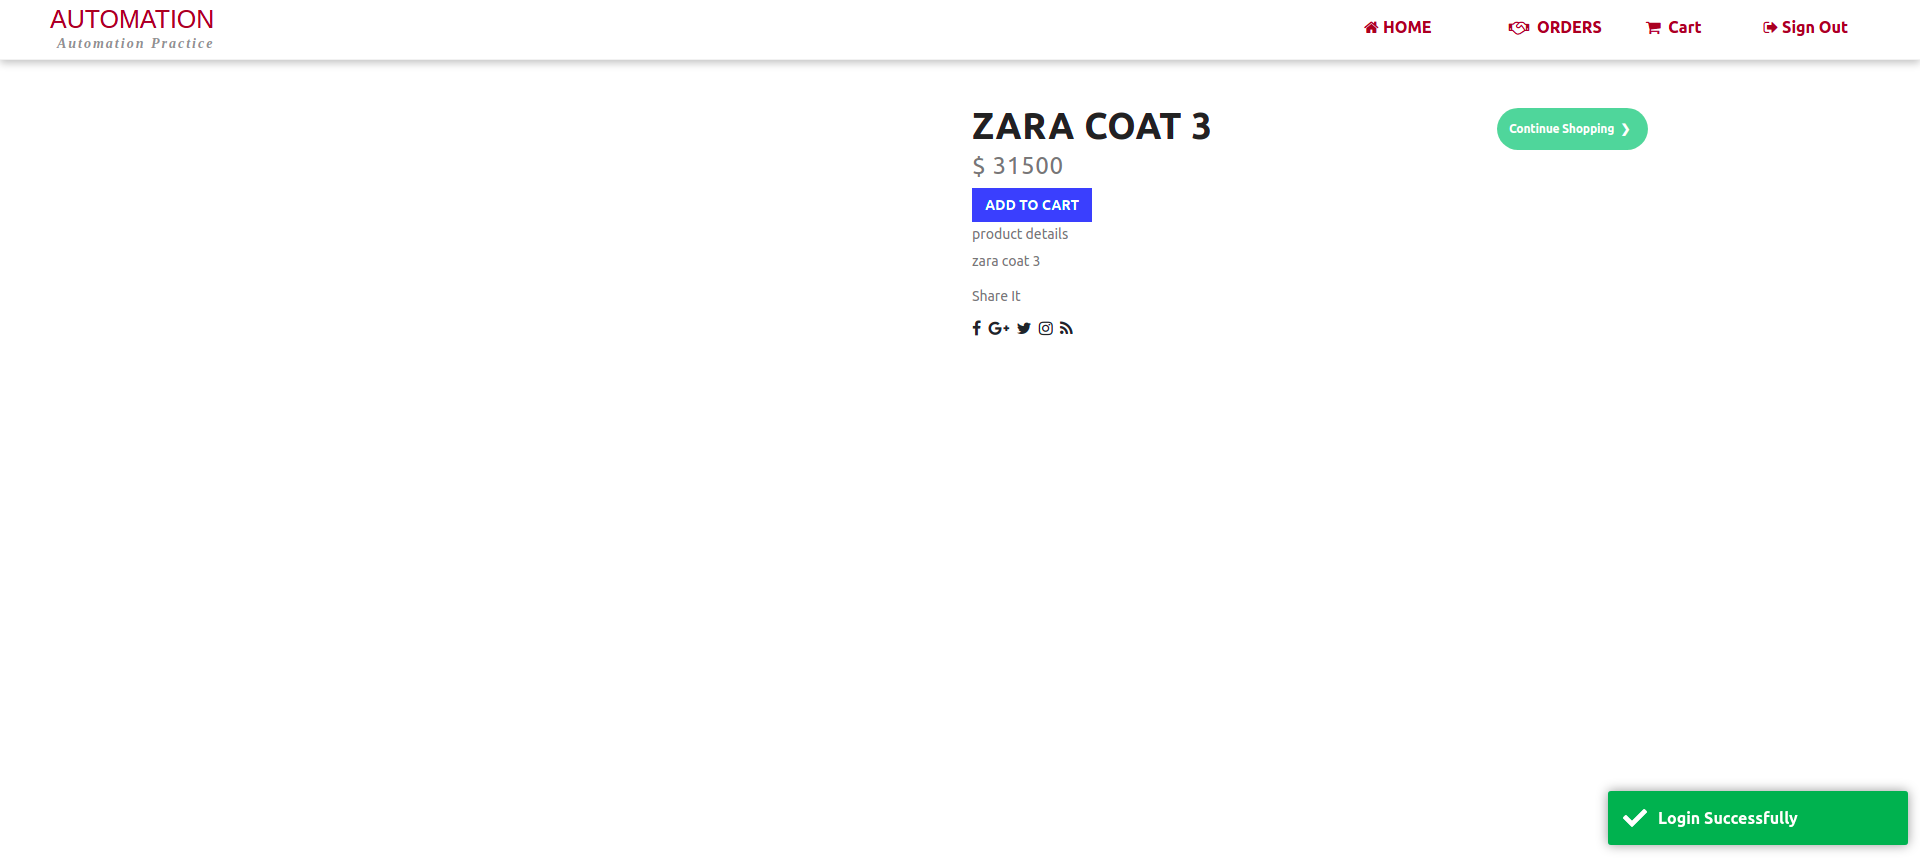 AUTOMATION
Automation Practice
HOME
ORDERS
Cart
Sign Out
ZARA COAT 3
$ 31500
Continue Shopping ❯
ADD TO CART
product details
zara coat 3
Share It
Login Successfully